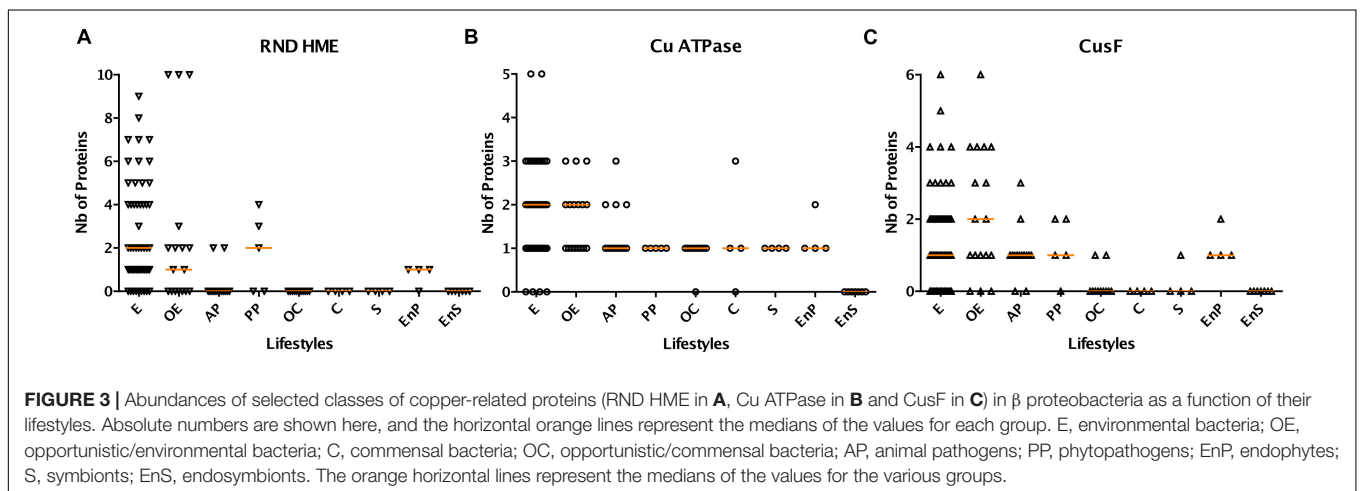 A
RND HME
Nb of Proteins
10
8
6
4
2
0
E OE AP PP OC C S EnP EnS
Lifestyles
B
Cu ATPase
Nb of Proteins
5
4
3
2
1
0
E OE AP PP OC C S EnP EnS
Lifestyles
C
CusF
Nb of Proteins
6
4
2
0
E OE AP PP OC C S EnP EnS
Lifestyles
FIGURE 3 | Abundances of selected classes of copper-related proteins (RND HME in A, Cu ATPase in B and CusF in C) in β proteobacteria as a function of their
lifestyles. Absolute numbers are shown here, and the horizontal orange lines represent the medians of the values for each group. E, environmental bacteria; OE,
opportunistic/environmental bacteria; C, commensal bacteria; OC, opportunistic/commensal bacteria; AP, animal pathogens; PP, phytopathogens; EnP, endophytes;
S, symbionts; EnS, endosymbionts. The orange horizontal lines represent the medians of the values for the various groups.